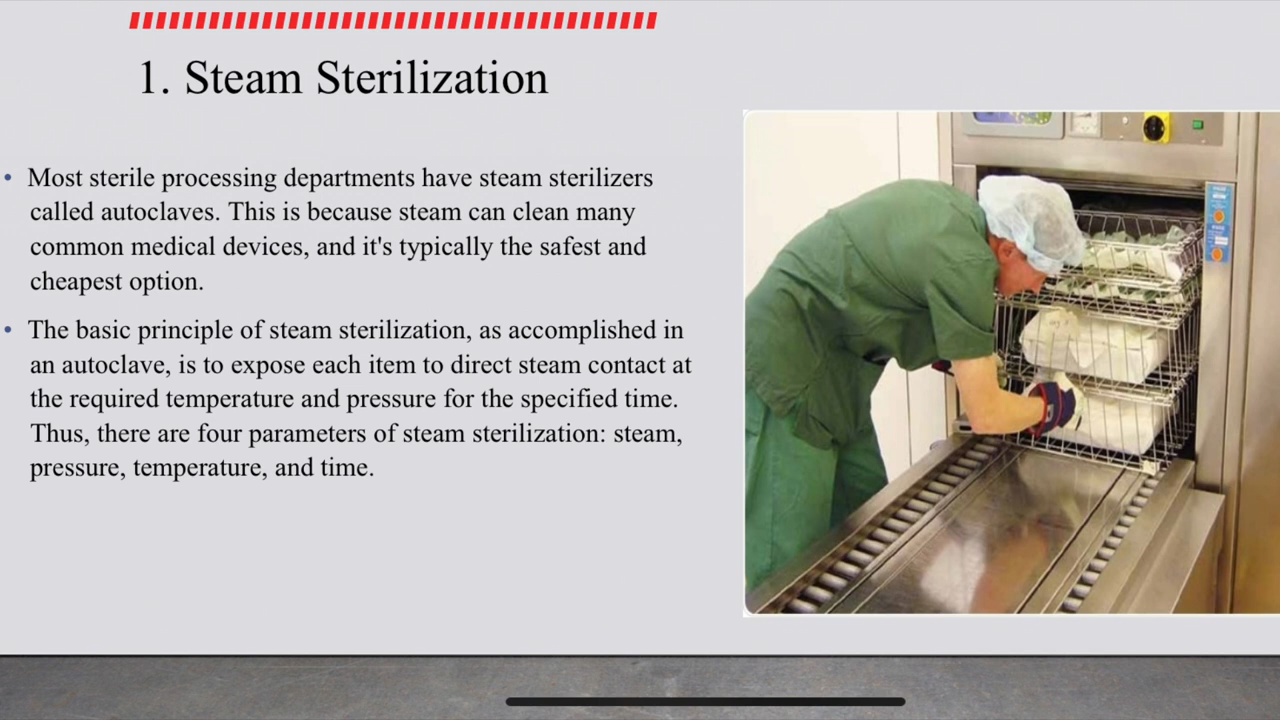 1. Steam Sterilization
• Most sterile processing departments have steam sterilizers
called autoclaves. This is because steam can clean many
common medical devices, and it's typically the safest and
cheapest option.
• The basic principle of steam sterilization, as accomplished in
an autoclave, is to expose each item to direct steam contact at
the required temperature and pressure for the specified time.
Thus, there are four parameters of steam sterilization: steam,
pressure, temperature, and time.